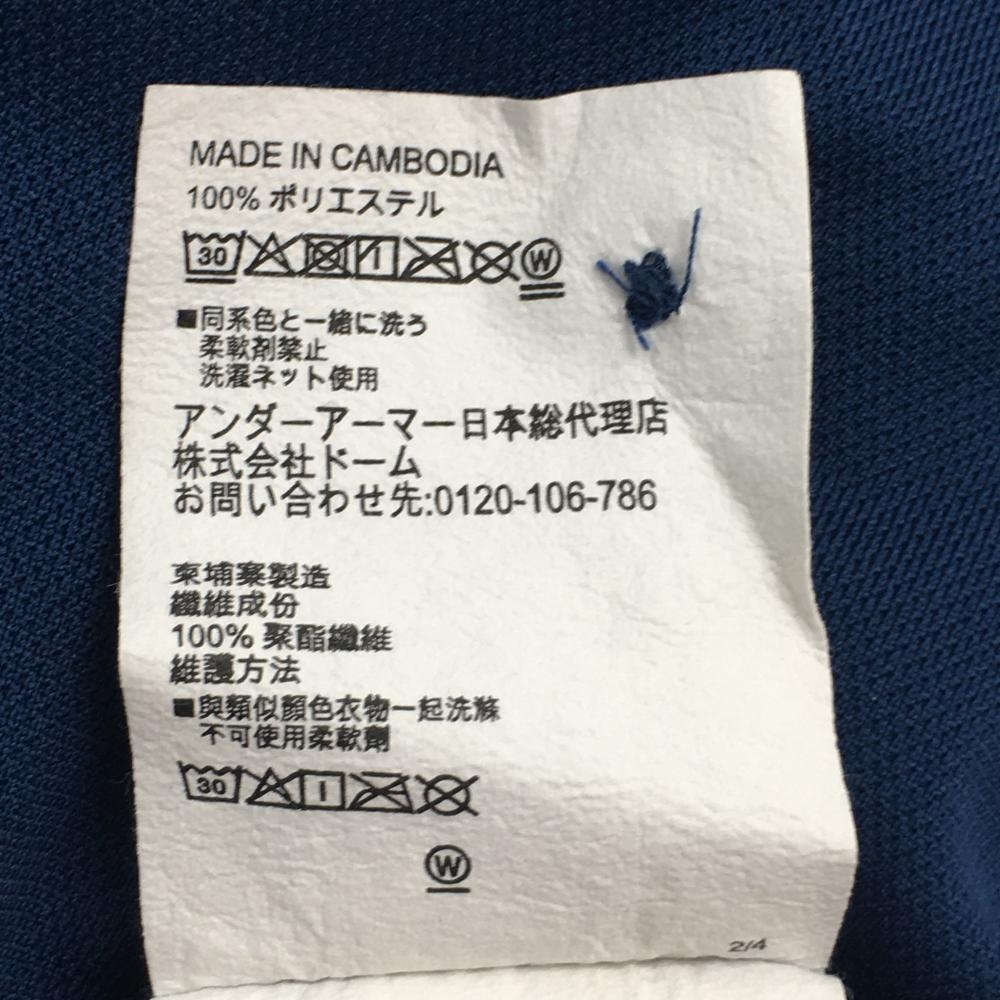 MADE IN CAMBODIA
100% ポリエステル
30 W
■同系色と一緒に洗う
柔軟剤禁止
洗濯ネット使用
アンダーアーマー日本総代理店
株式会社ドーム
お問い合わせ先:0120-106-786
柬埔寨製造
纖維成份
100% 聚酯纖維
維護方法
■與類似顏色衣物一起洗滌
不可使用柔軟劑
30
W
2/4